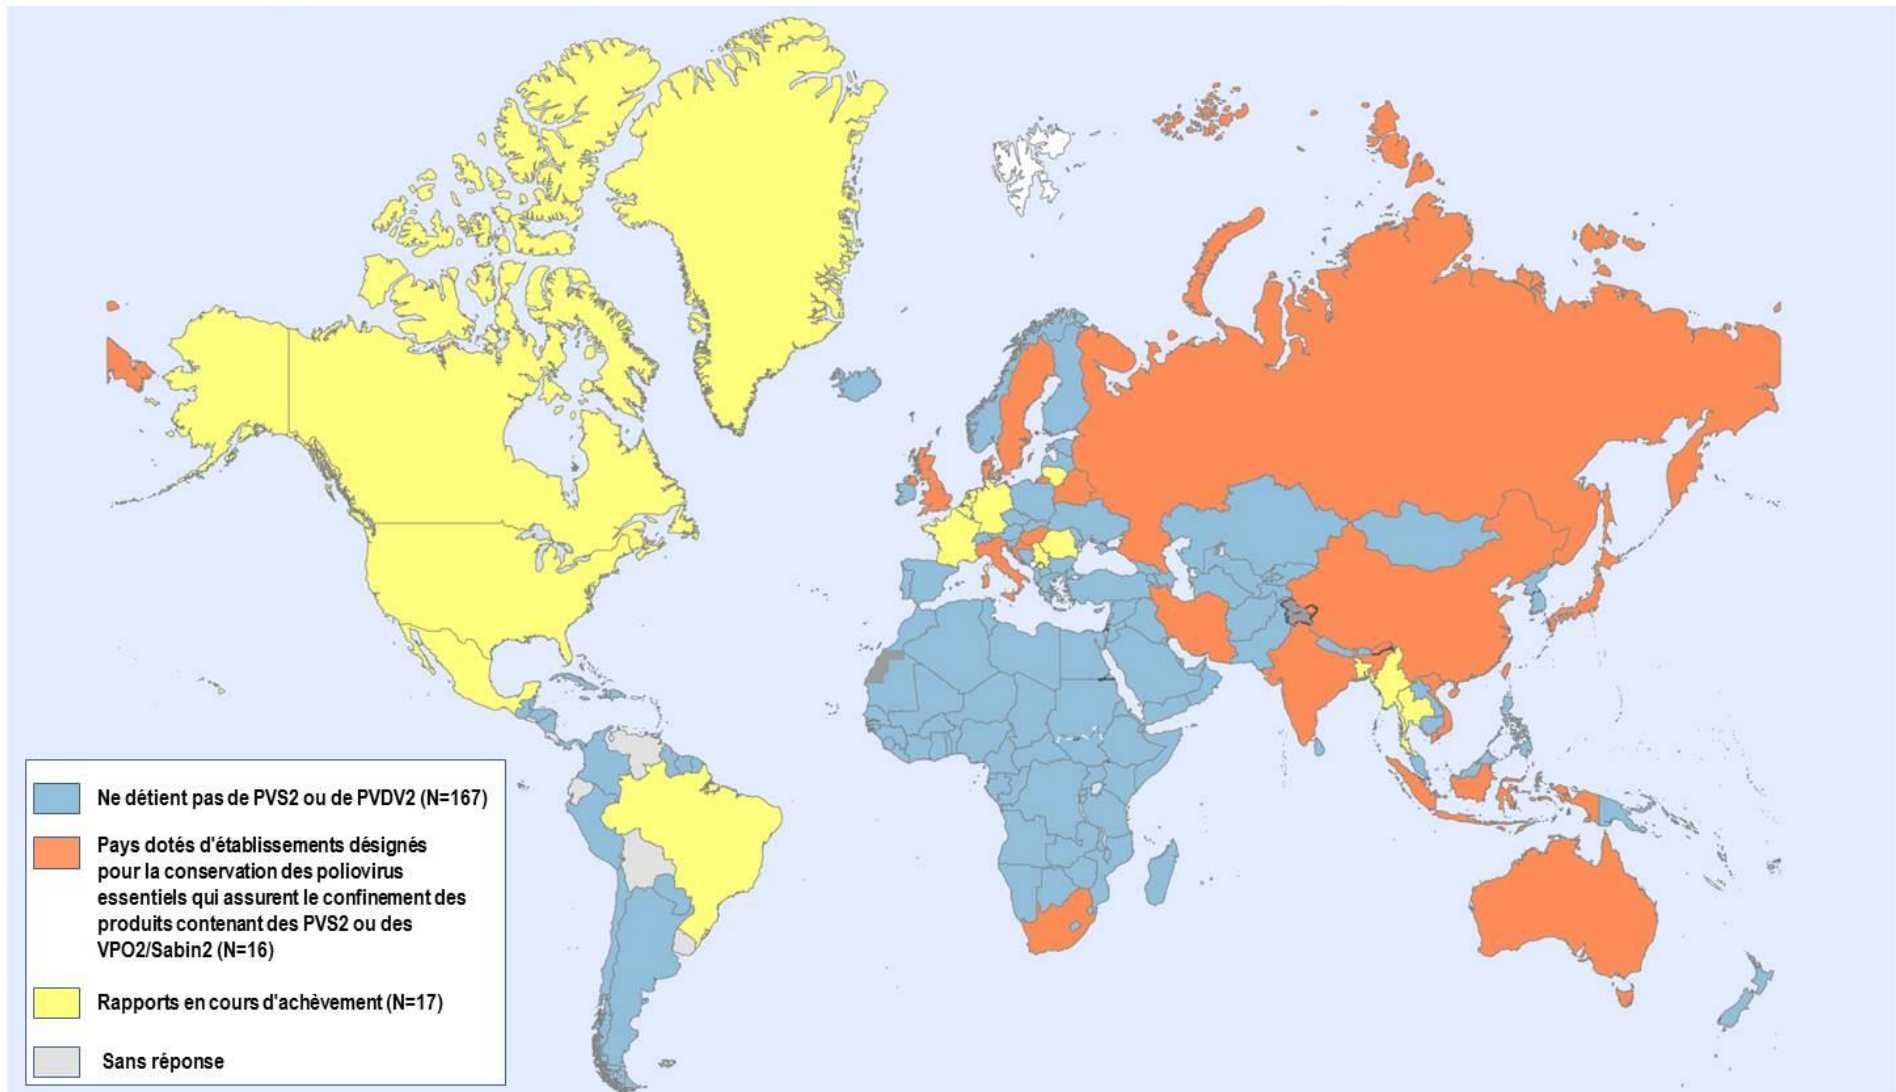 Ne détient pas de PVS2 ou de PVDV2 (N=167)
Pays dotés d'établissements désignés
pour la conservation des poliovirus
essentiels qui assurent le confinement des
produits contenant des PVS2 ou des
VPO2/Sabin2 (N=16)
Rapports en cours d'achèvement (N=17)
Sans réponse